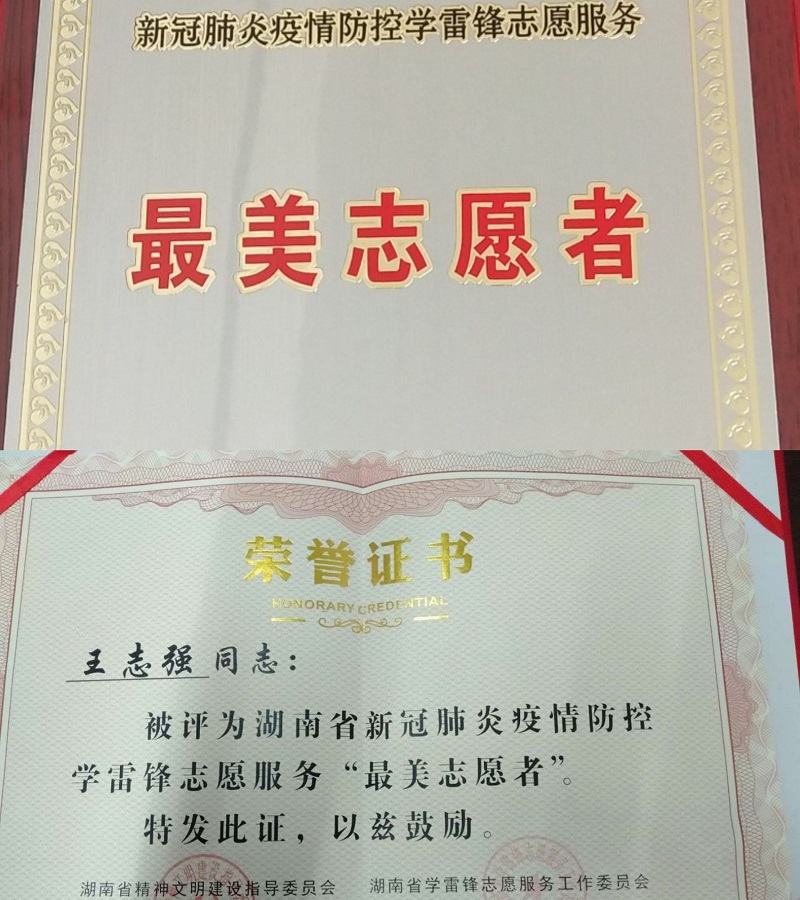 新冠肺炎疫情防控学雷锋志愿服务
最美志愿者
荣誉证书
HONORARY CREDENTIAL
王志强同志：
被评为湖南省新冠肺炎疫情防控
学雷锋志愿服务“最美志愿者”。
特发此证，以兹鼓励。
湖南省精神文明建设指导委员会 湖南省学雷锋志愿服务工作委员会